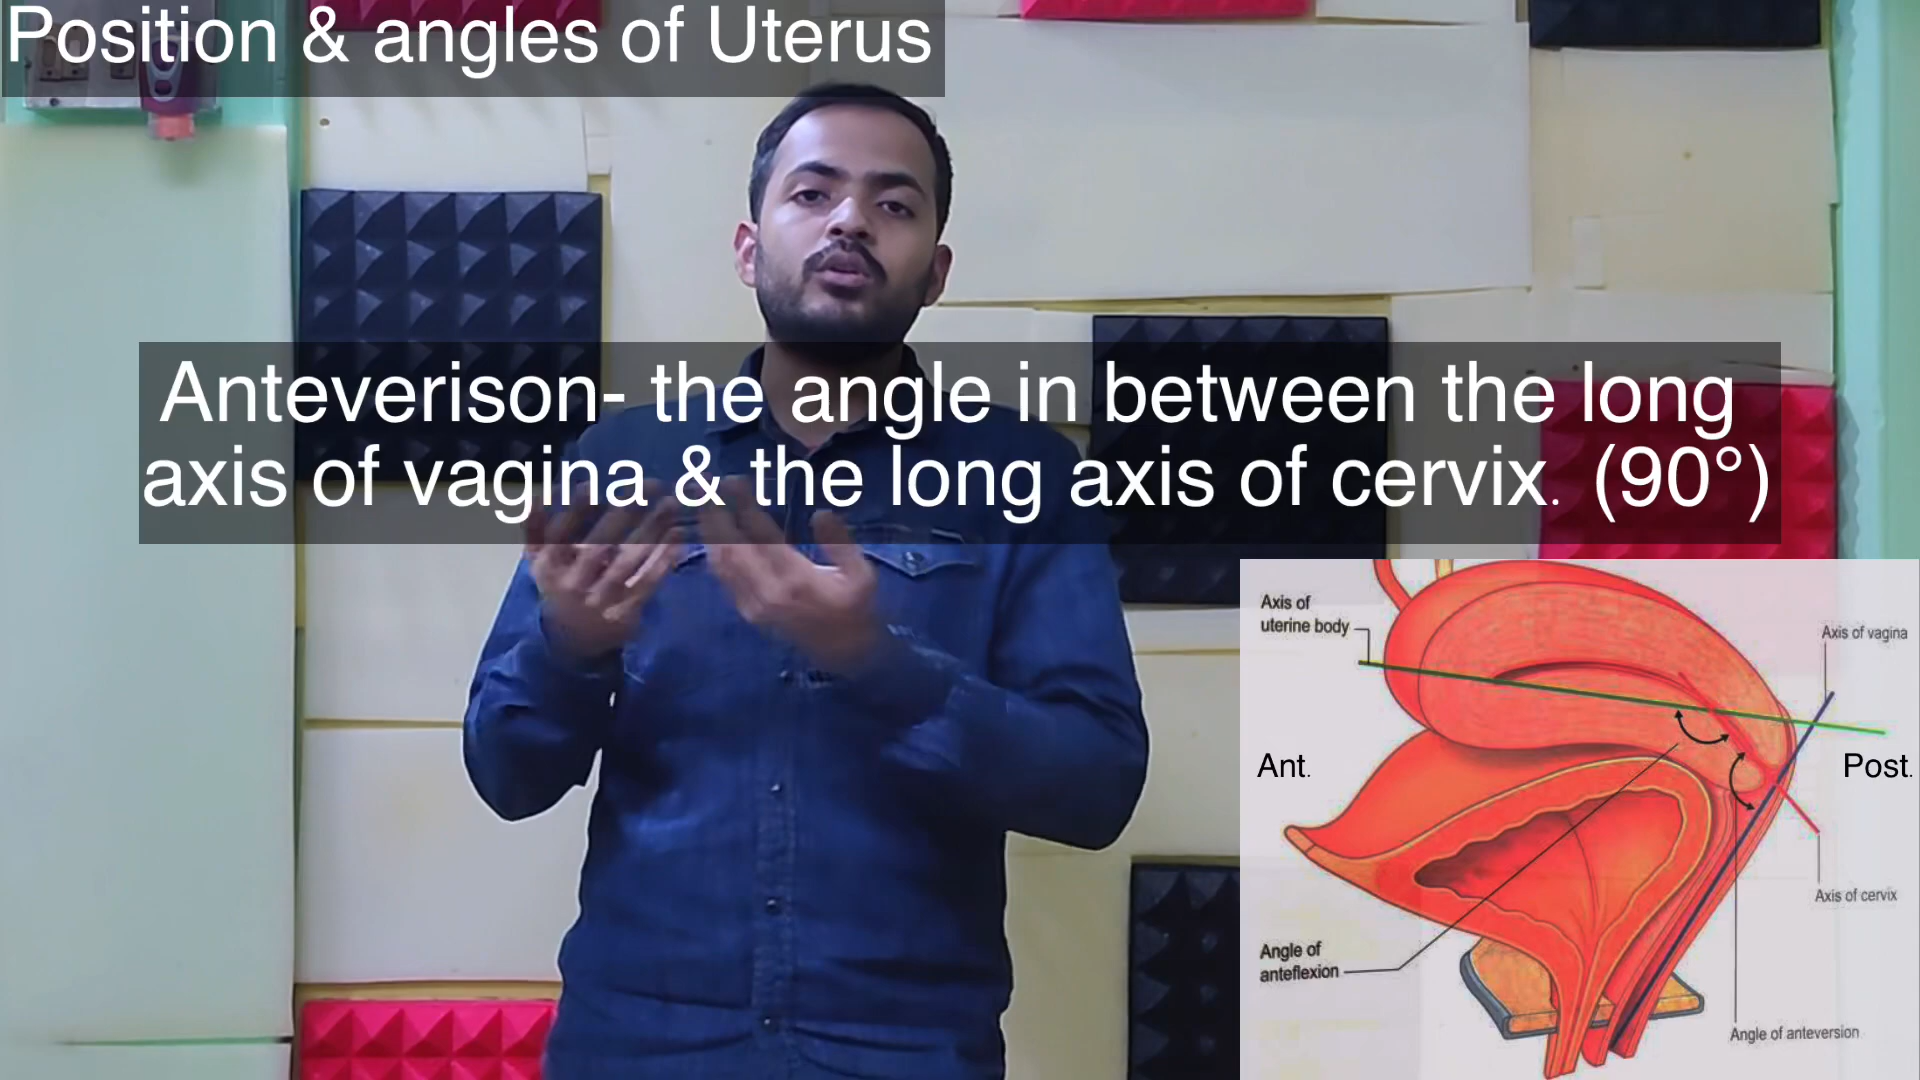 Position & angles of Uterus
Anteverison- the angle in between the long
axis of vagina & the long axis of cervix. (90°)
Axis of
uterine body
Axis of vagina
Ant.
Post.
Axis of cervix
Angle of
anteflexion
Angle of anteversion